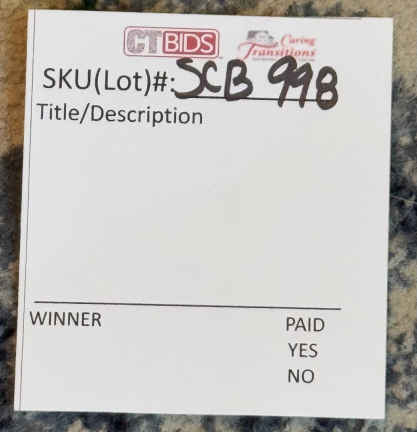 CTBIDS Caring Transitions
SKU(Lot)#: SCB 998
Title/Description
WINNER PAID
YES
NO